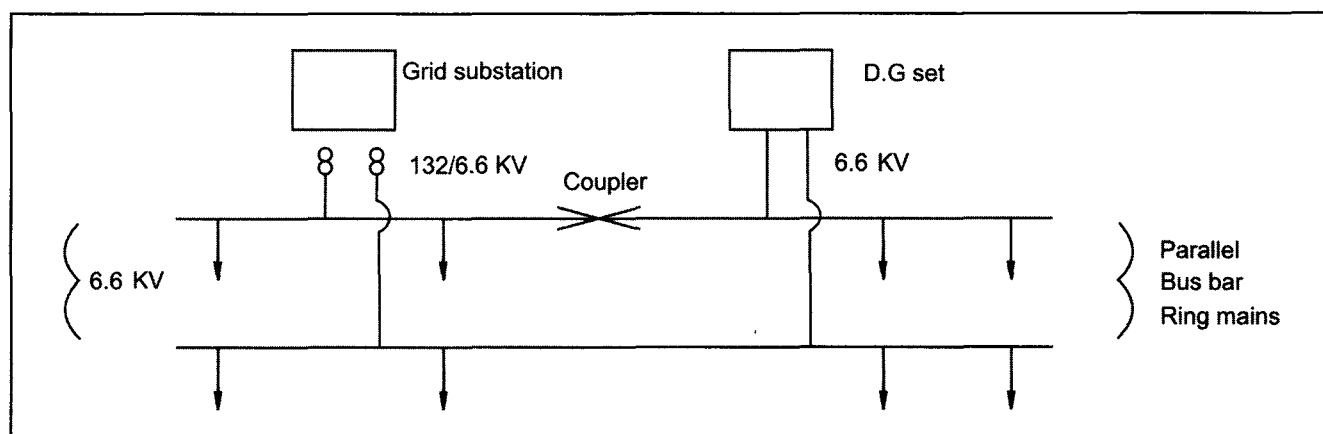 Grid substation
D.G set
132/6.6 KV
6.6 KV
Coupler
6.6 KV
Parallel
Bus bar
Ring mains